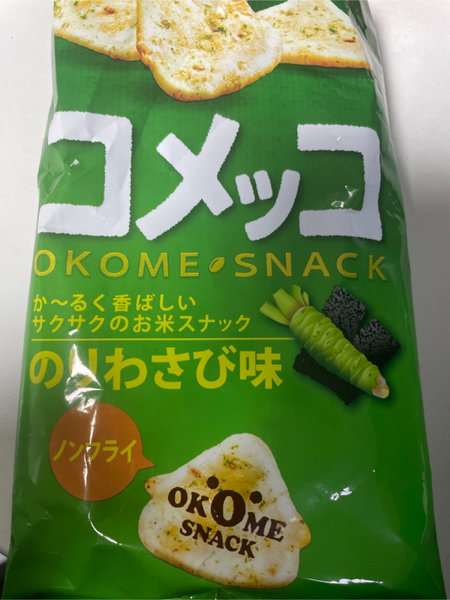 コメッコ
OKOME SNACK
か～るく香ばしい
サクサクのお米スナック
のりわさび味
ノンフライ
OKOME
SNACK